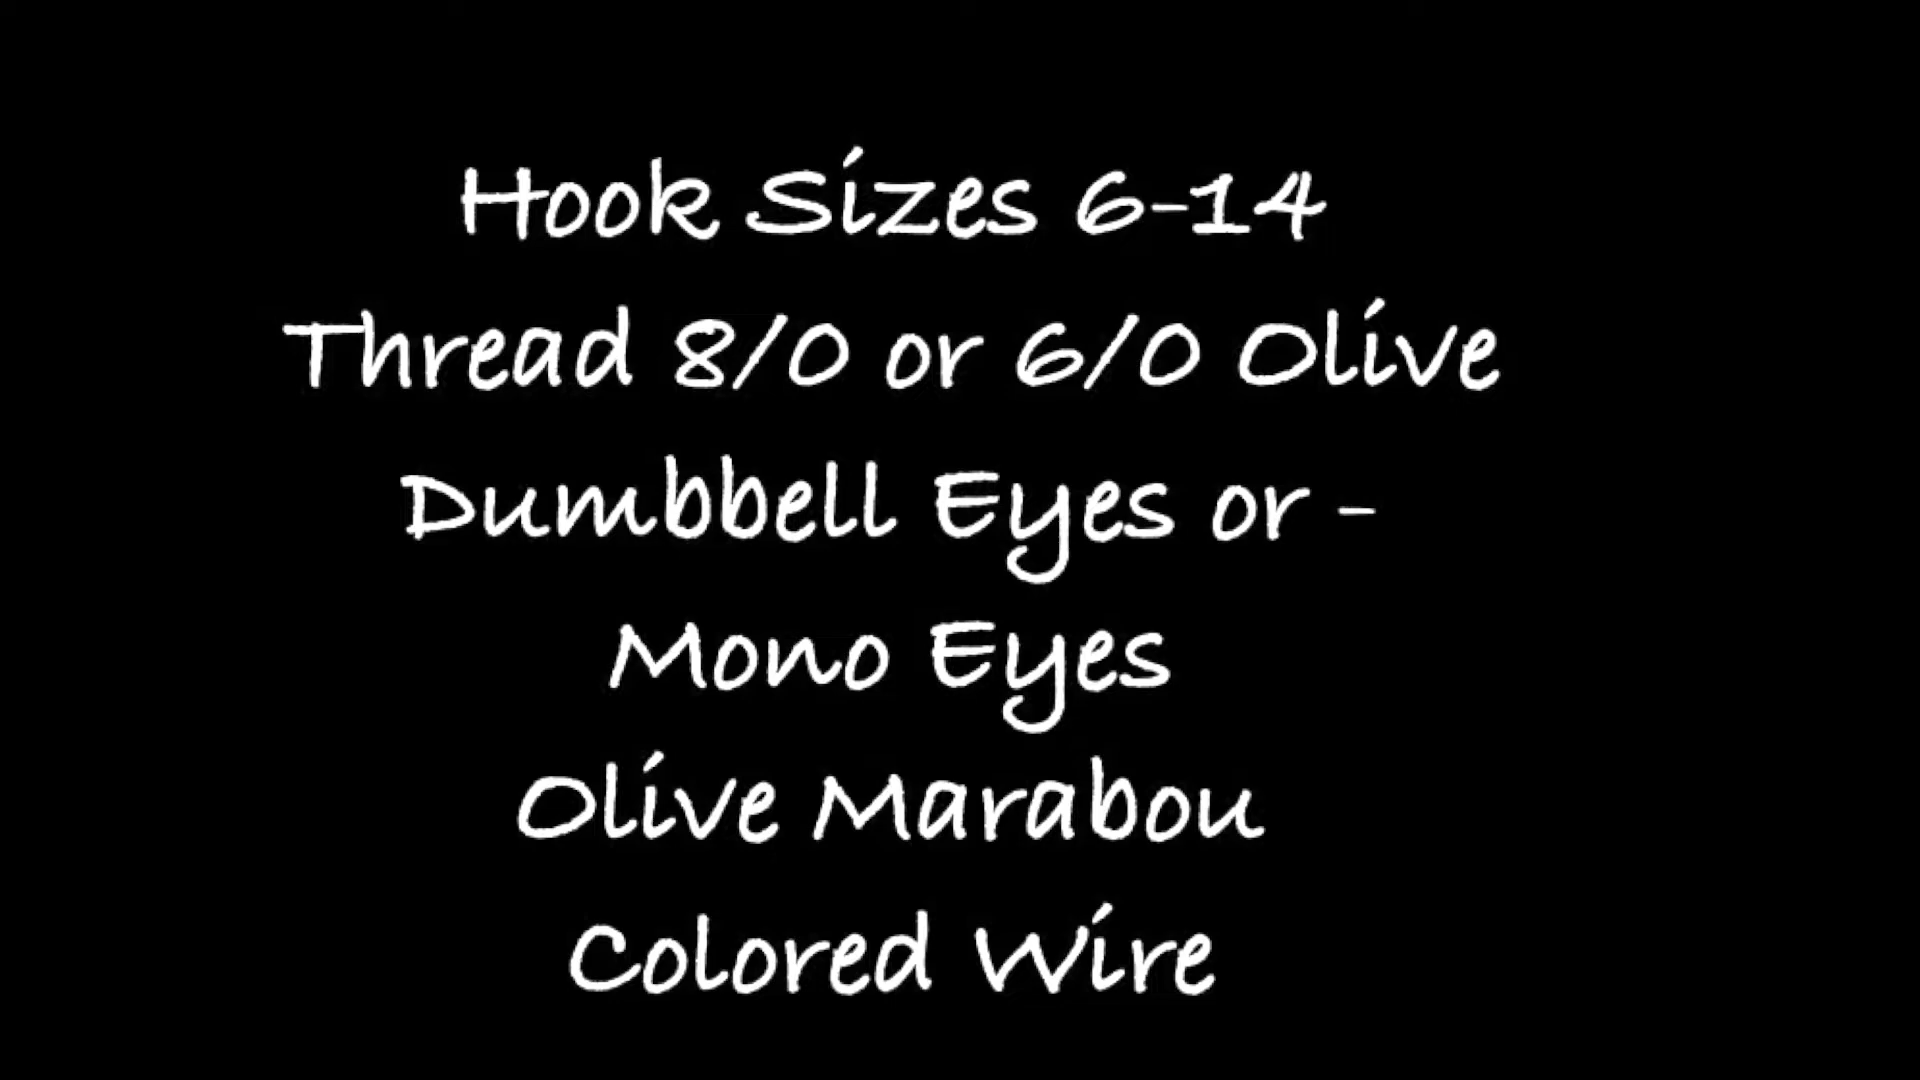 Hook Sizes 6-14
Thread 8/0 or 6/0 Olive
Dumbbell Eyes or -
Mono Eyes
Olive Marabou
Colored Wire